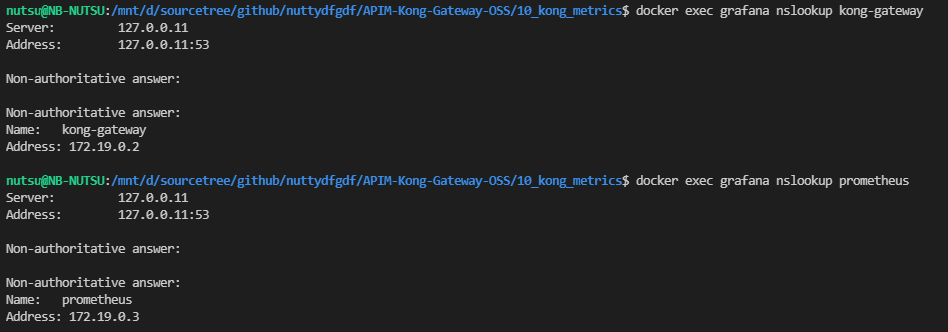 nutsu@NB-NUTSU:/mnt/d/sourcetree/github/nuttydfgdf/APIM-Kong-Gateway-OSS/10_kong_metrics$ docker exec grafana nslookup kong-gateway
Server:         127.0.0.11
Address:        127.0.0.11:53

Non-authoritative answer:

Non-authoritative answer:
Name:   kong-gateway
Address: 172.19.0.2

nutsu@NB-NUTSU:/mnt/d/sourcetree/github/nuttydfgdf/APIM-Kong-Gateway-OSS/10_kong_metrics$ docker exec grafana nslookup prometheus
Server:         127.0.0.11
Address:        127.0.0.11:53

Non-authoritative answer:

Non-authoritative answer:
Name:   prometheus
Address: 172.19.0.3